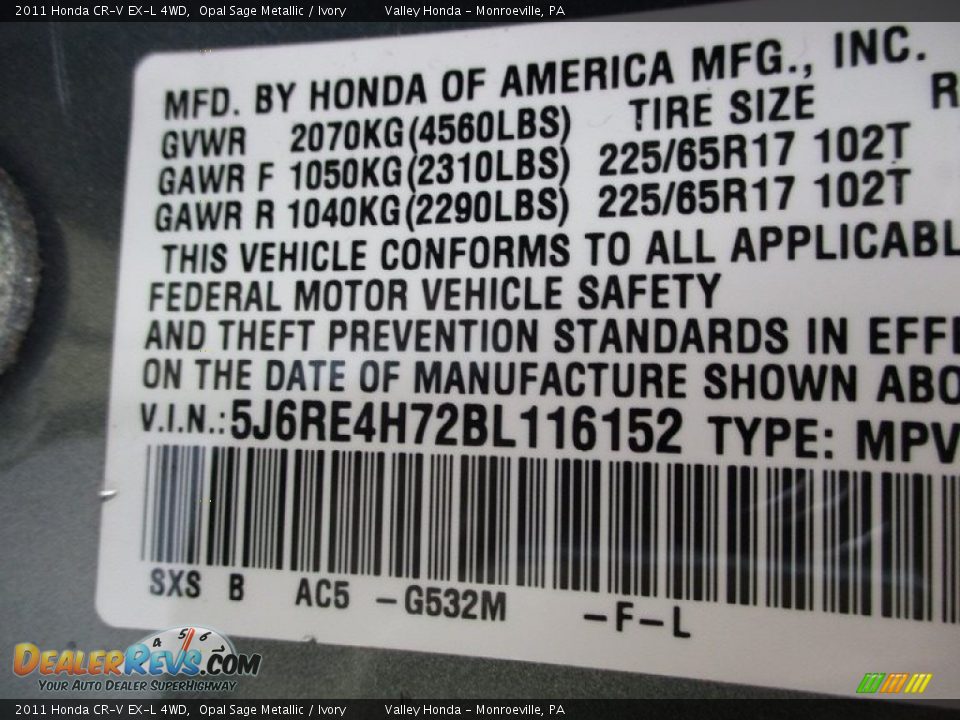 2011 Honda CR-V EX-L 4WD, Opal Sage Metallic / Ivory Valley Honda - Monroeville, PA
MFD. BY HONDA OF AMERICA MFG., INC.
GVWR 2070KG(4560LBS) TIRE SIZE R
GAWR F 1050KG(2310LBS) 225/65R17 102T
GAWR R 1040KG(2290LBS) 225/65R17 102T
THIS VEHICLE CONFORMS TO ALL APPLICABL
FEDERAL MOTOR VEHICLE SAFETY
AND THEFT PREVENTION STANDARDS IN EFFE
ON THE DATE OF MANUFACTURE SHOWN ABO
V.I.N.:5J6RE4H72BL116152 TYPE: MPV
SXS B AC5 -G532M -F-L
4 5 6
DEALERREVS.COM
YOUR AUTO DEALER SUPERHIGHWAY
2011 Honda CR-V EX-L 4WD, Opal Sage Metallic / Ivory Valley Honda - Monroeville, PA